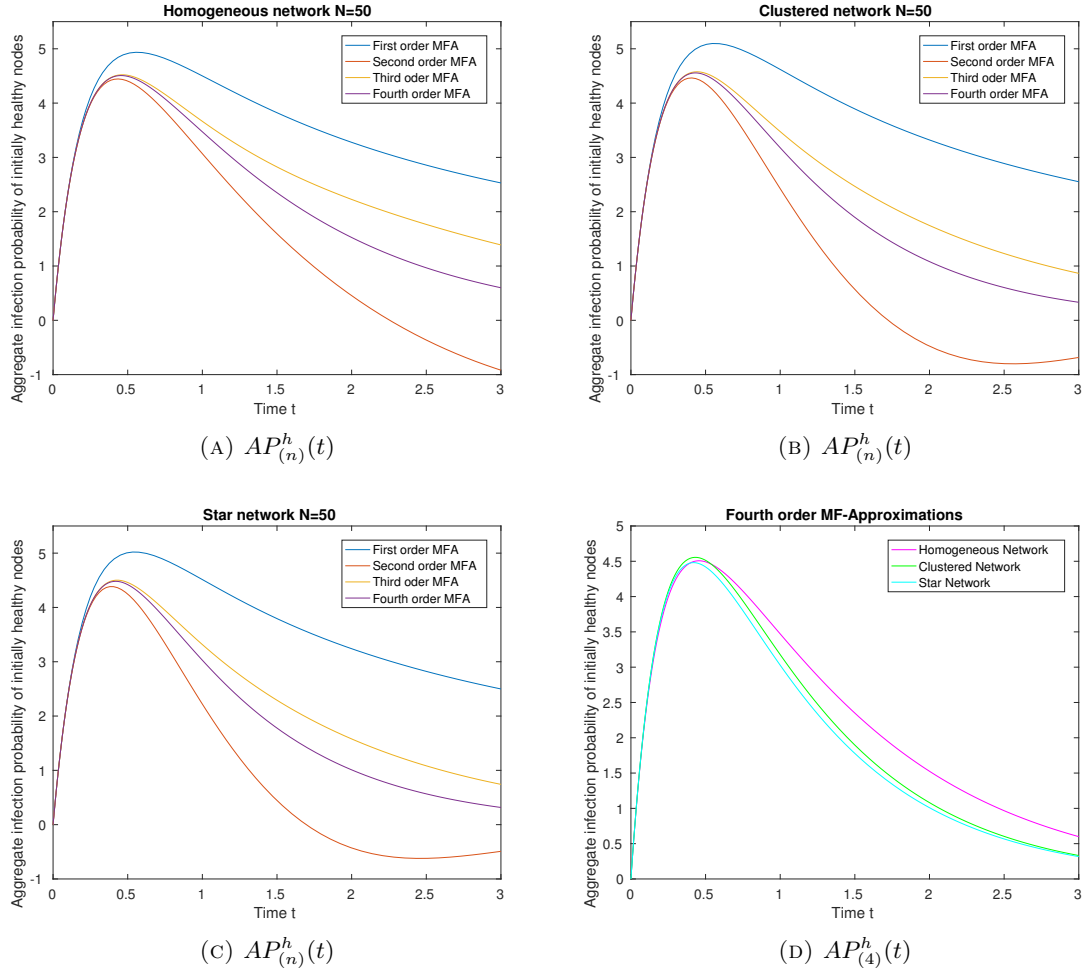 Homogeneous network N=50
Aggregate infection probability of initially healthy nodes
5
4
3
2
1
0
-1
First order MFA
Second order MFA
Third oder MFA
Fourth order MFA
0 0.5 1 1.5 2 2.5 3
Time t
(A) AP^h_(n)(t)
Clustered network N=50
Aggregate infection probability of initially healthy nodes
5
4
3
2
1
0
-1
First order MFA
Second order MFA
Third order MFA
Fourth order MFA
0 0.5 1 1.5 2 2.5 3
Time t
(B) AP^h_(n)(t)
Star network N=50
Aggregate infection probability of initially healthy nodes
5
4
3
2
1
0
-1
First order MFA
Second order MFA
Third order MFA
Fourth order MFA
0 0.5 1 1.5 2 2.5 3
Time t
(C) AP^h_(n)(t)
Fourth order MF-Approximations
Aggregate infection probability of initially healthy nodes
5
4.5
4
3.5
3
2.5
2
1.5
1
0.5
0
Homogeneous Network
Clustered Network
Star Network
0 0.5 1 1.5 2 2.5 3
Time t
(D) AP^h_(4)(t)